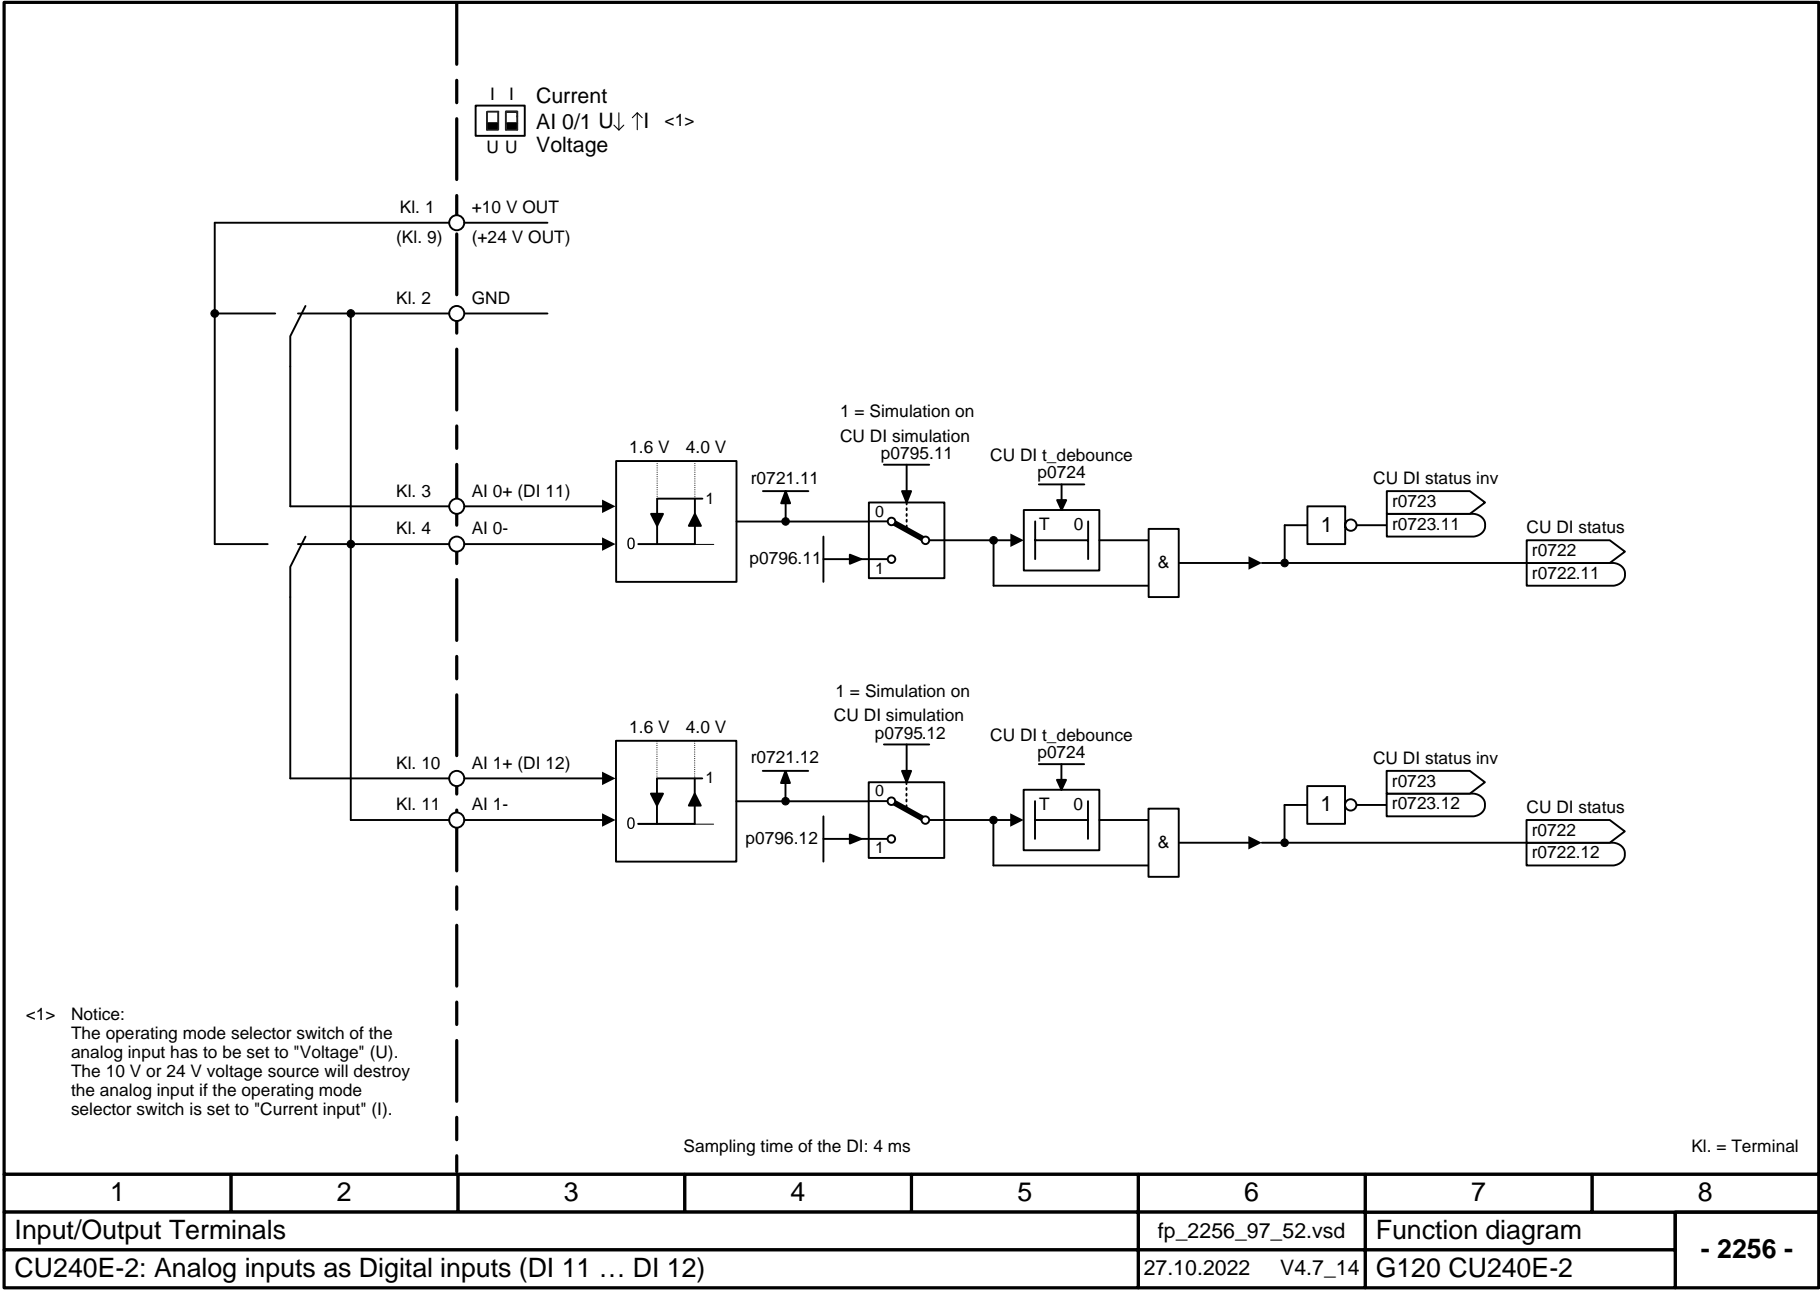 I I Current
AI 0/1 U↓ ↑I <1>
U U Voltage
Kl. 1 +10 V OUT
(Kl. 9) (+24 V OUT)
Kl. 2 GND
1 = Simulation on
CU DI simulation
p0795.11
1.6 V 4.0 V
CU DI t_debounce
p0724
r0721.11
CU DI status inv
r0723
r0723.11
Kl. 3 AI 0+ (DI 11)
Kl. 4 AI 0-
1
0
0
1
p0796.11
T 0
&
1
CU DI status
r0722
r0722.11
1 = Simulation on
CU DI simulation
p0795.12
1.6 V 4.0 V
CU DI t_debounce
p0724
r0721.12
CU DI status inv
r0723
r0723.12
Kl. 10 AI 1+ (DI 12)
Kl. 11 AI 1-
1
0
0
1
p0796.12
T 0
&
1
CU DI status
r0722
r0722.12
<1> Notice:
The operating mode selector switch of the
analog input has to be set to "Voltage" (U).
The 10 V or 24 V voltage source will destroy
the analog input if the operating mode
selector switch is set to "Current input" (I).
Sampling time of the DI: 4 ms
Kl. = Terminal
1 2 3 4 5 6 7 8
Input/Output Terminals
fp_2256_97_52.vsd
Function diagram
- 2256 -
CU240E-2: Analog inputs as Digital inputs (DI 11 … DI 12)
27.10.2022 V4.7_14
G120 CU240E-2